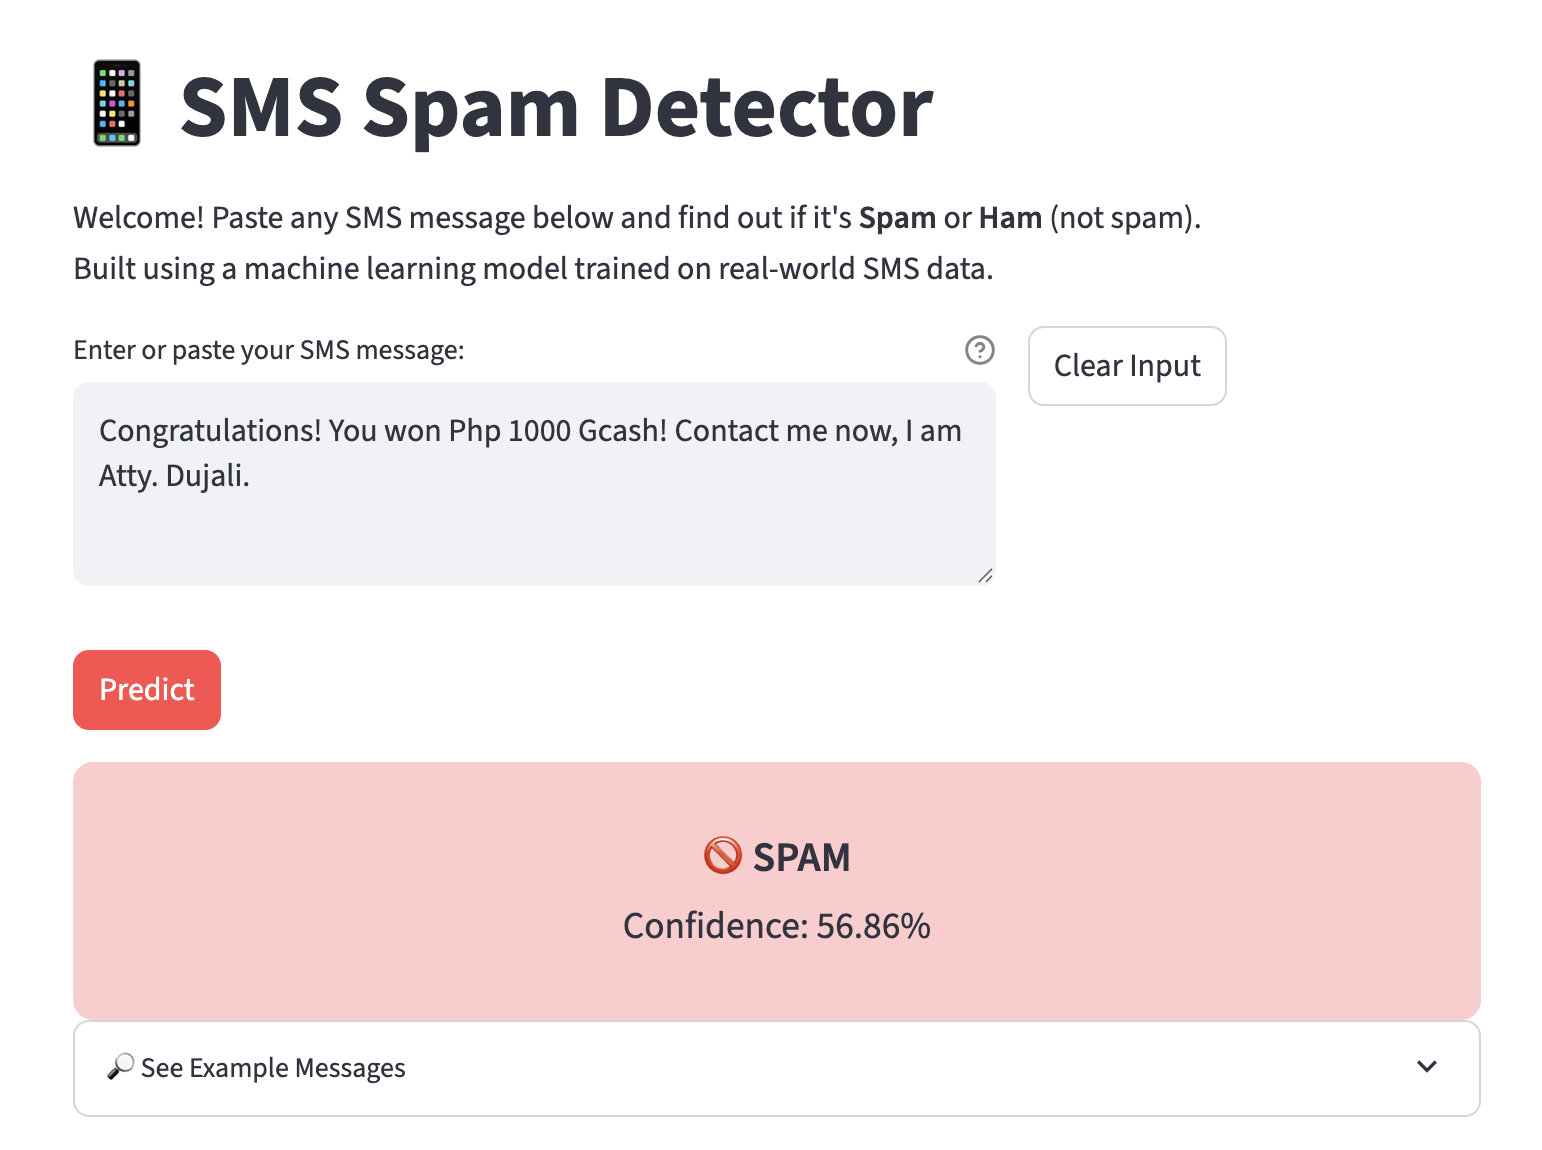 SMS Spam Detector
Welcome! Paste any SMS message below and find out if it's Spam or Ham (not spam).
Built using a machine learning model trained on real-world SMS data.
Enter or paste your SMS message:
Clear Input
Congratulations! You won Php 1000 Gcash! Contact me now, I am
Atty. Dujali.
Predict
SPAM
Confidence: 56.86%
See Example Messages